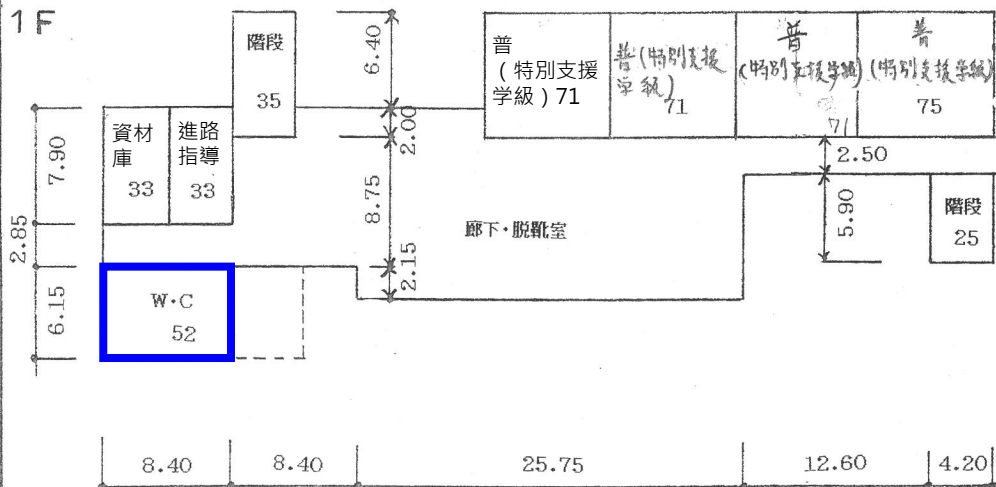 1F
階段
35
6.40
普
(特別支援
学級)71
普(特別支援
学級)
71
普
(特別支援学級)
71
普
(特別支援学級)
75
資材
庫
33
進路
指導
33
7.90
2.00
2.50
8.75
5.90
階段
25
廊下・脱靴室
2.85
2.15
W・C
52
6.15
8.40
8.40
25.75
12.60
4.20